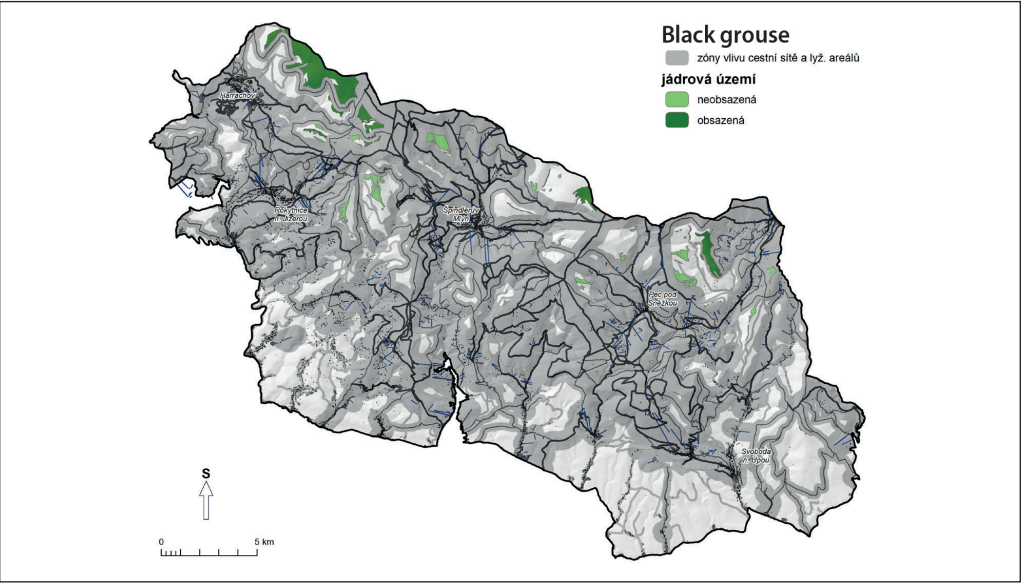 Black grouse
zóny vlivu cestní sítě a lyž. areálů
jádrová území
neobsazená
obsazená
Harrachov
Rokytnice
n. Jizerou
Špindlerův
Mlýn
Pec pod
Sněžkou
Svoboda
n. Úpou
S
0 5 km